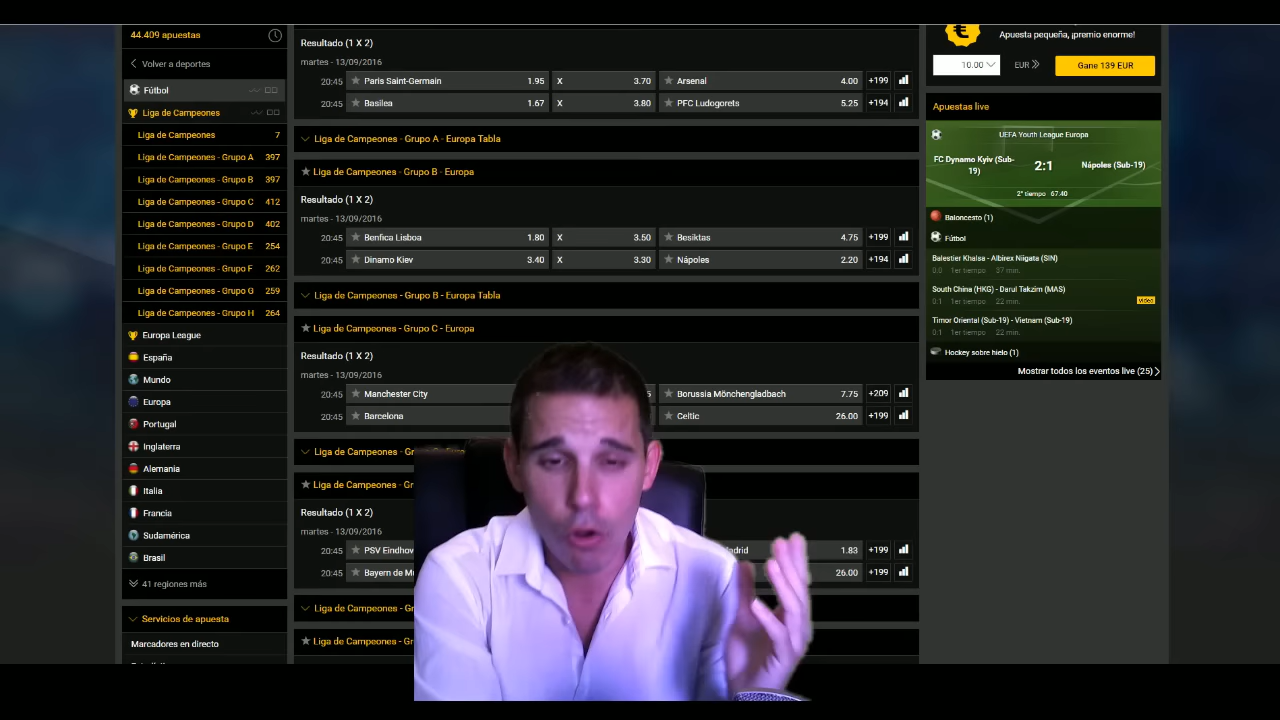 44.409 apuestas
Volver a deportes
Fútbol
Liga de Campeones
Liga de Campeones 7
Liga de Campeones - Grupo A 397
Liga de Campeones - Grupo B 397
Liga de Campeones - Grupo C 412
Liga de Campeones - Grupo D 402
Liga de Campeones - Grupo E 254
Liga de Campeones - Grupo F 262
Liga de Campeones - Grupo G 259
Liga de Campeones - Grupo H 264
Europa League
España
Mundo
Europa
Portugal
Inglaterra
Alemania
Italia
Francia
Sudamérica
Brasil
41 regiones más
Servicios de apuesta
Marcadores en directo
Resultado (1 X 2)
martes - 13/09/2016
20:45 Paris Saint-Germain 1.95 X 3.70 Arsenal 4.00 +199
20:45 Basilea 1.67 X 3.80 PFC Ludogorets 5.25 +194
Liga de Campeones - Grupo A - Europa Tabla
Liga de Campeones - Grupo B - Europa
Resultado (1 X 2)
martes - 13/09/2016
20:45 Benfica Lisboa 1.80 X 3.50 Besiktas 4.75 +199
20:45 Dinamo Kiev 3.40 X 3.30 Nápoles 2.20 +194
Liga de Campeones - Grupo B - Europa Tabla
Liga de Campeones - Grupo C - Europa
Resultado (1 X 2)
martes - 13/09/2016
20:45 Manchester City 5 Borussia Mönchengladbach 7.75 +209
20:45 Barcelona Celtic 26.00 +199
Liga de Campeones - Grupo
Liga de Campeones - Gr
Resultado (1 X 2)
martes - 13/09/2016
20:45 PSV Eindhov adrid 1.83 +199
20:45 Bayern de M 26.00 +199
Liga de Campeones - Gr
Liga de Campeones - Gr
Apuesta pequeña, ¡premio enorme!
10.00 EUR Gane 139 EUR
Apuestas live
UEFA Youth League Europa
FC Dynamo Kyiv (Sub-19) 2:1 Nápoles (Sub-19)
2° tiempo 67:40
Baloncesto (1)
Fútbol
Balestier Khalsa - Albirex Niigata (SIN)
0:0 1er tiempo 37 min.
South China (HKG) - Darul Takzim (MAS)
0:1 1er tiempo 22 min. Video
Timor Oriental (Sub-19) - Vietnam (Sub-19)
0:1 1er tiempo 22 min.
Hockey sobre hielo (1)
Mostrar todos los eventos live (25)